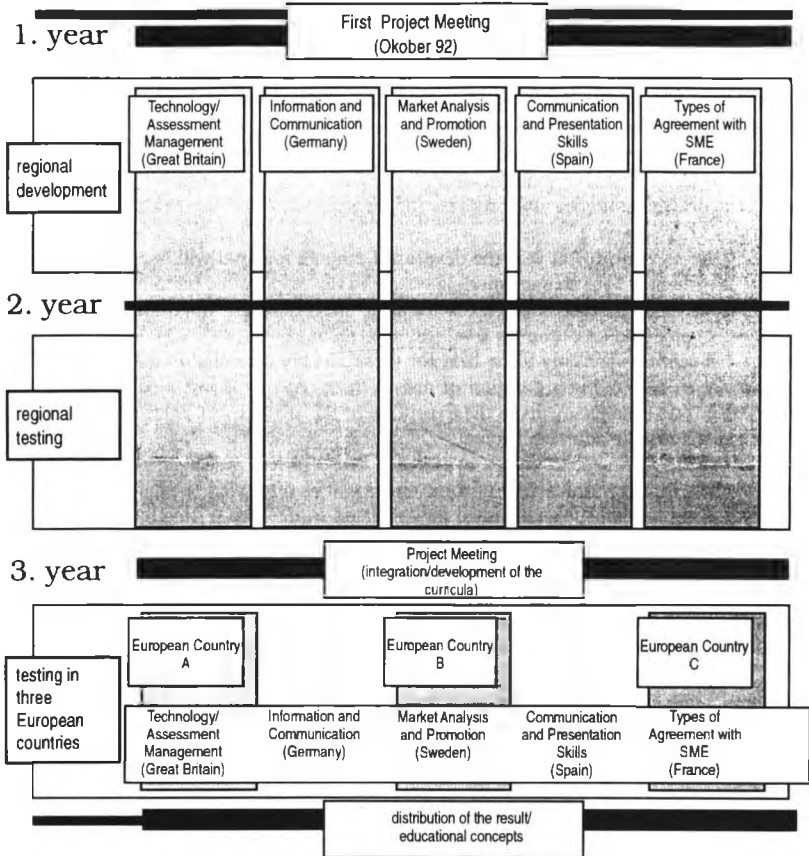 1. year
First Project Meeting
(Okober 92)
Technology/
Assessment
Management
(Great Britain)
Information and
Communication
(Germany)
Market Analysis
and Promotion
(Sweden)
Communication
and Presentation
Skills
(Spain)
Types of
Agreement with
SME
(France)
regional
development
2. year
regional
testing
3. year
Project Meeting
(integration/development of the
curricula)
European Country
A
European Country
B
European Country
C
testing in
three
European
countries
Technology/
Assessment
Management
(Great Britain)
Information and
Communication
(Germany)
Market Analysis
and Promotion
(Sweden)
Communication
and Presentation
Skills
(Spain)
Types of
Agreement with
SME
(France)
distribution of the result/
educational concepts